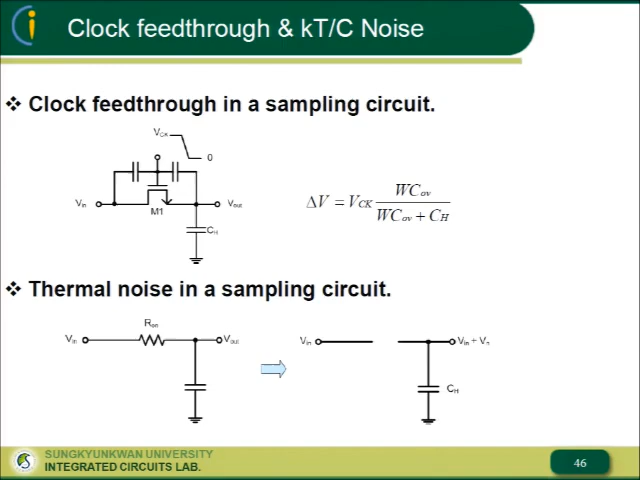 Clock feedthrough & kT/C Noise
❖ Clock feedthrough in a sampling circuit.
V_CK
0
V_in
M1
V_out
C_H
ΔV = V_CK WC_ov / (WC_ov + C_H)
❖ Thermal noise in a sampling circuit.
R_on
V_in
V_out
V_in
V_in + V_n
C_H
SUNGKYUNKWAN UNIVERSITY
INTEGRATED CIRCUITS LAB.
46